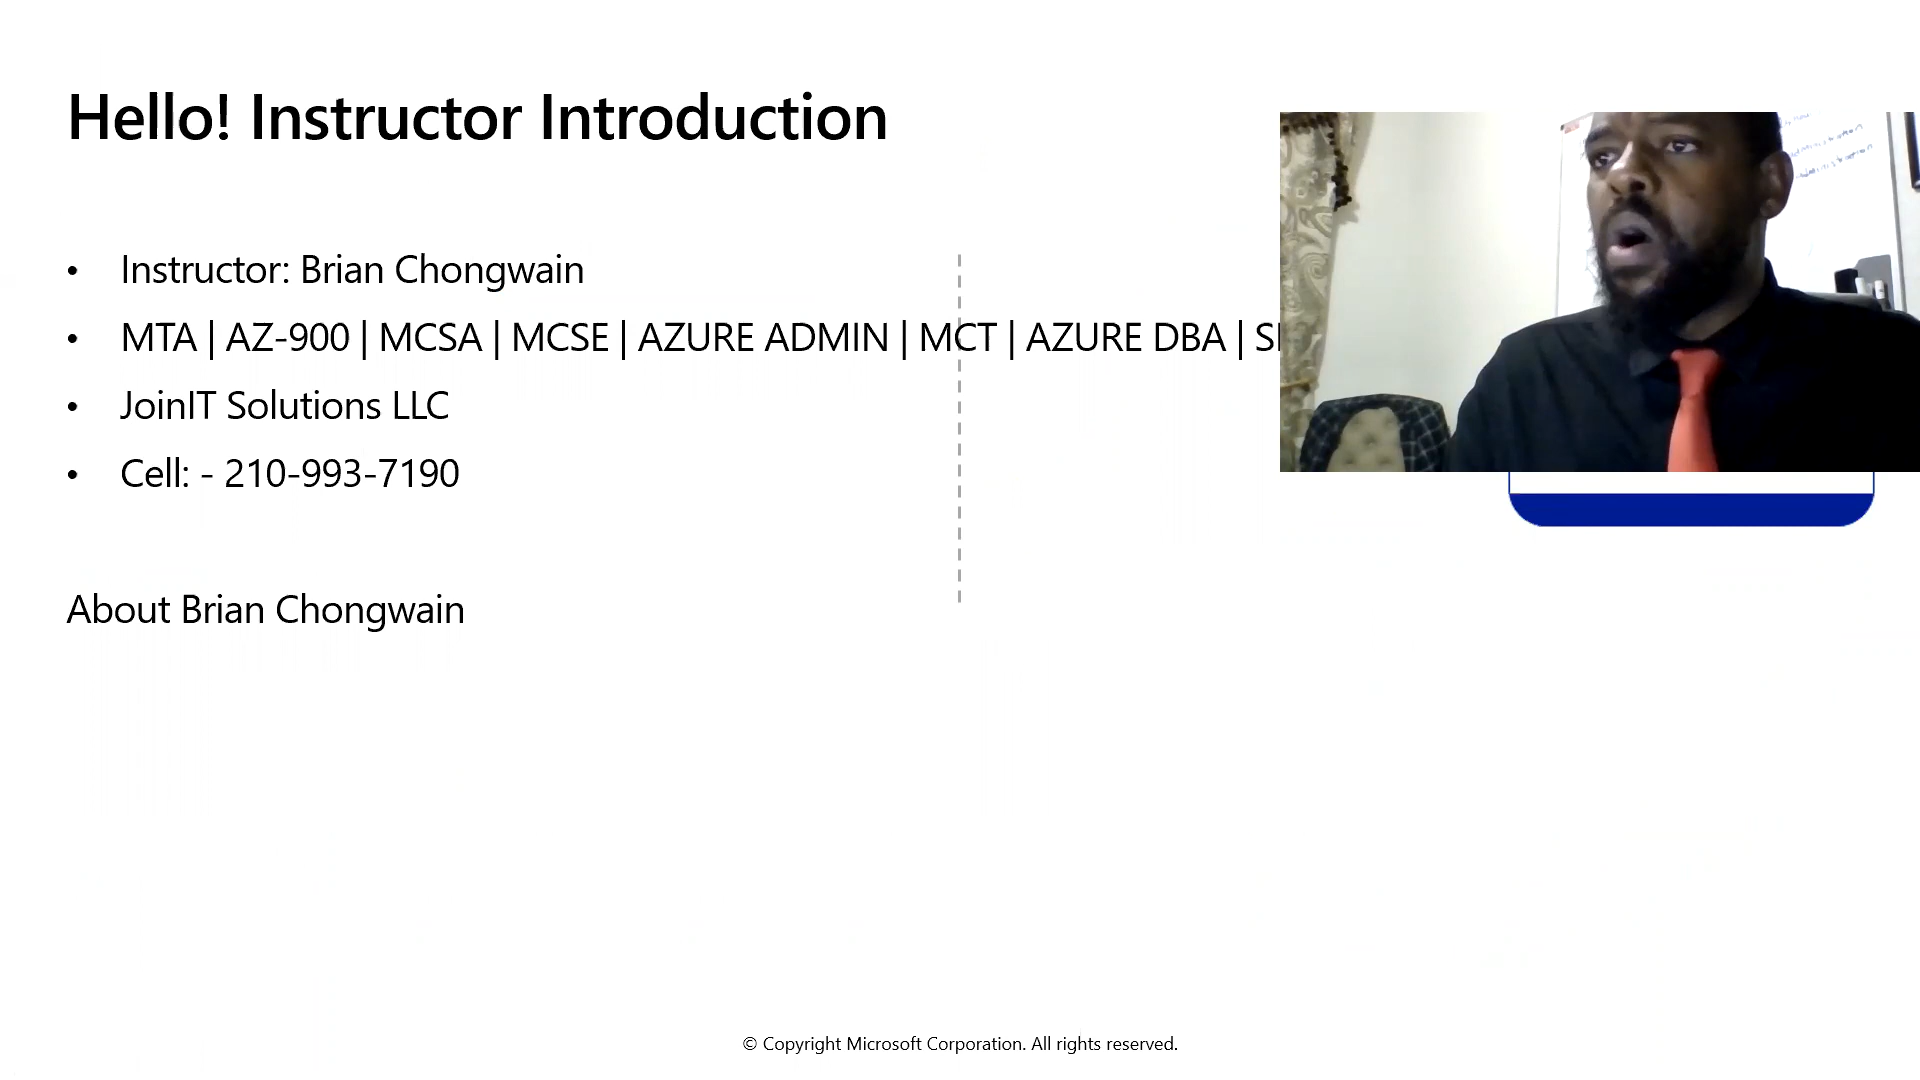 Hello! Instructor Introduction
• Instructor: Brian Chongwain
• MTA | AZ-900 | MCSA | MCSE | AZURE ADMIN | MCT | AZURE DBA |
• JoinIT Solutions LLC
• Cell: - 210-993-7190
About Brian Chongwain
© Copyright Microsoft Corporation. All rights reserved.